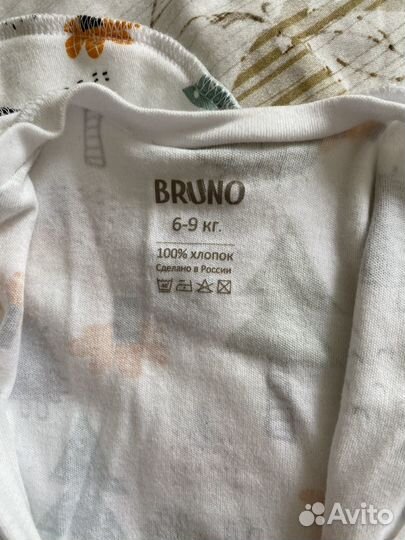 BRUNO
6-9 кг.
100% хлопок
Сделано в России
Avito